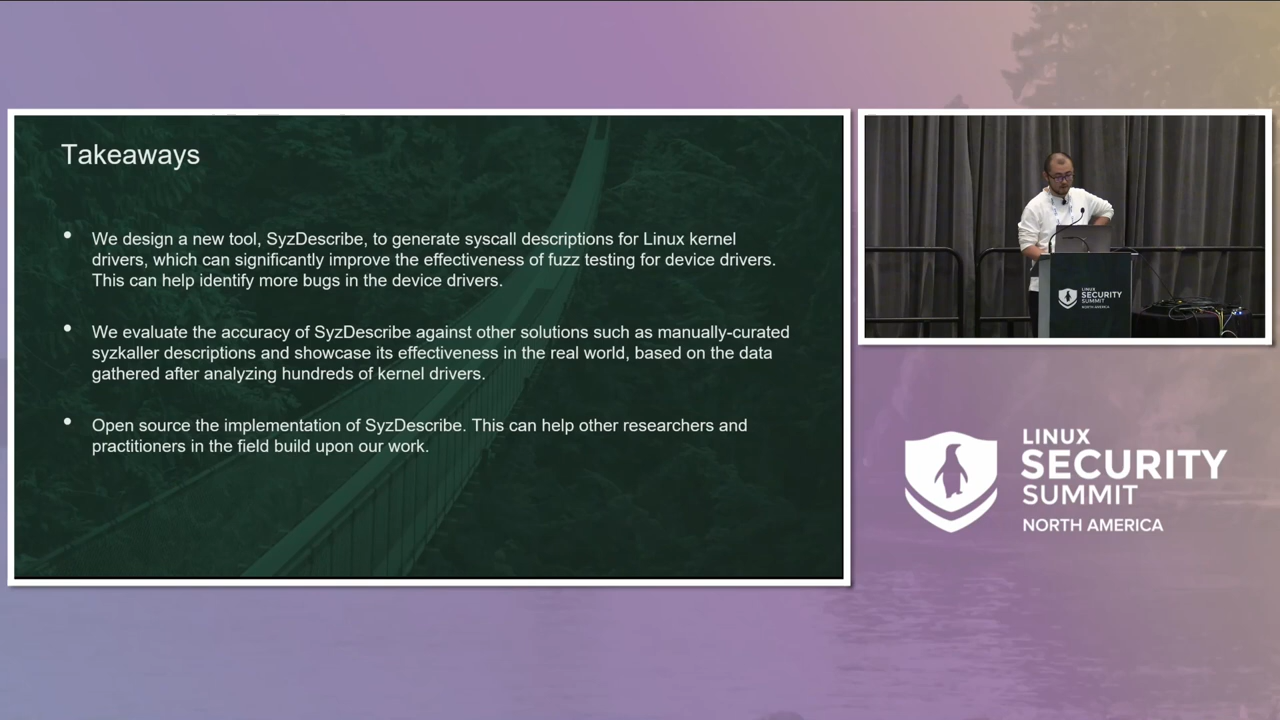 Takeaways
• We design a new tool, SyzDescribe, to generate syscall descriptions for Linux kernel
drivers, which can significantly improve the effectiveness of fuzz testing for device drivers.
This can help identify more bugs in the device drivers.
• We evaluate the accuracy of SyzDescribe against other solutions such as manually-curated
syzkaller descriptions and showcase its effectiveness in the real world, based on the data
gathered after analyzing hundreds of kernel drivers.
• Open source the implementation of SyzDescribe. This can help other researchers and
practitioners in the field build upon our work.
LINUX
SECURITY
SUMMIT
NORTH AMERICA
LINUX
SECURITY
SUMMIT
NORTH AMERICA